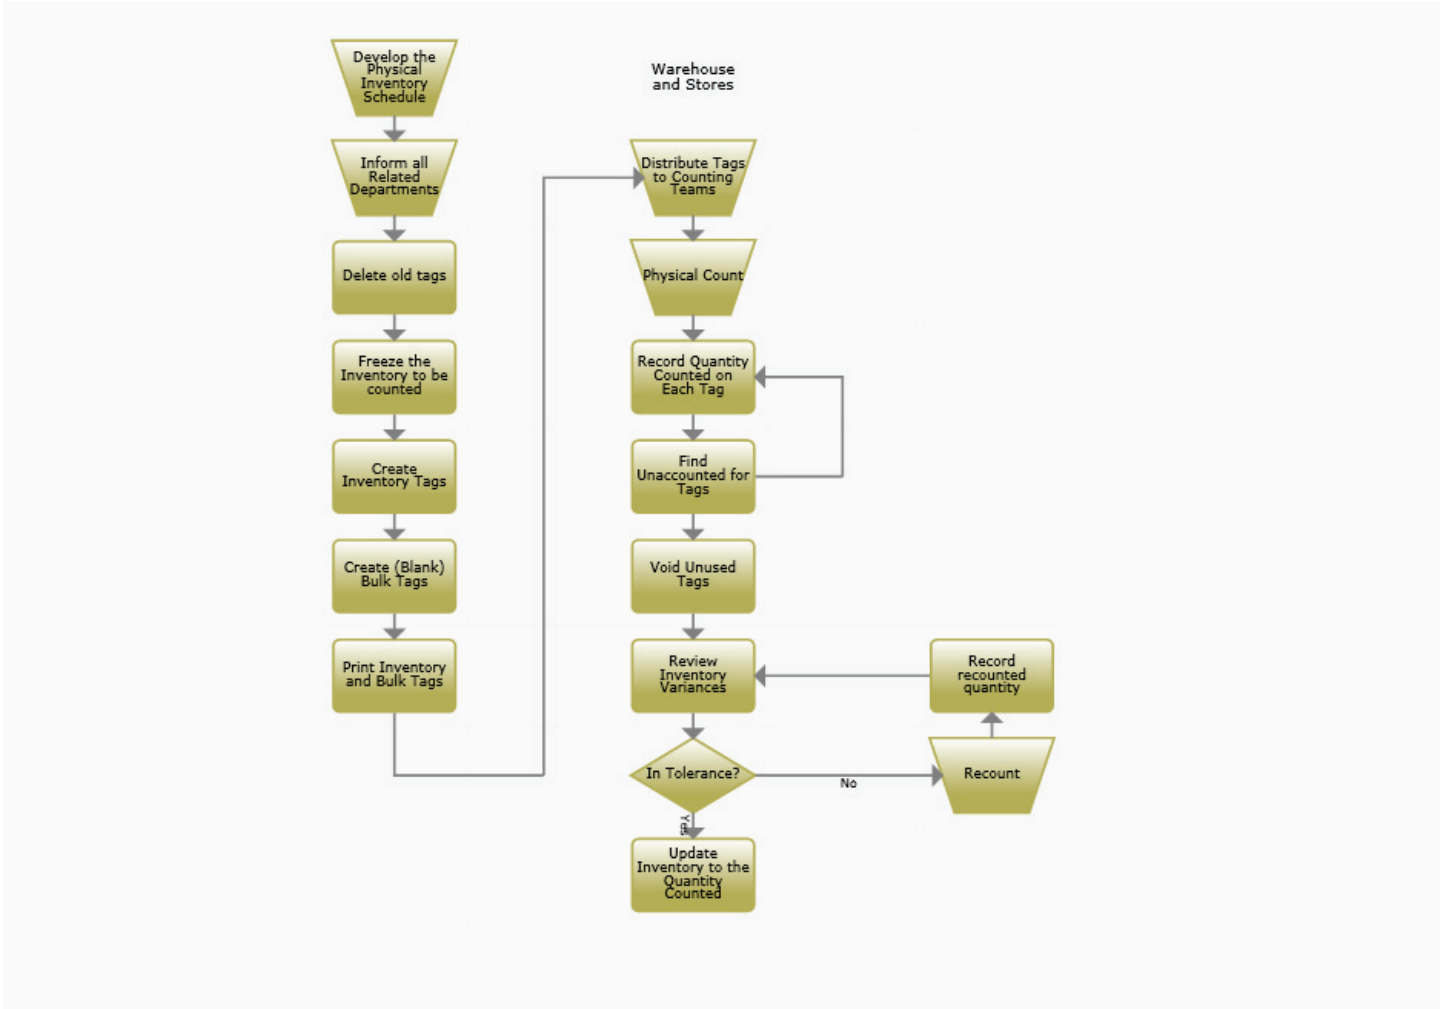 Develop the
Physical
Inventory
Schedule
Inform all
Related
Departments
Delete old tags
Freeze the
Inventory to be
counted
Create
Inventory Tags
Create (Blank)
Bulk Tags
Print Inventory
and Bulk Tags
Warehouse
and Stores
Distribute Tags
to Counting
Teams
Physical Count
Record Quantity
Counted on
Each Tag
Find
Unaccounted for
Tags
Void Unused
Tags
Review
Inventory
Variances
In Tolerance?
No
Yes
Update
Inventory to the
Quantity
Counted
Recount
Record
recounted
quantity